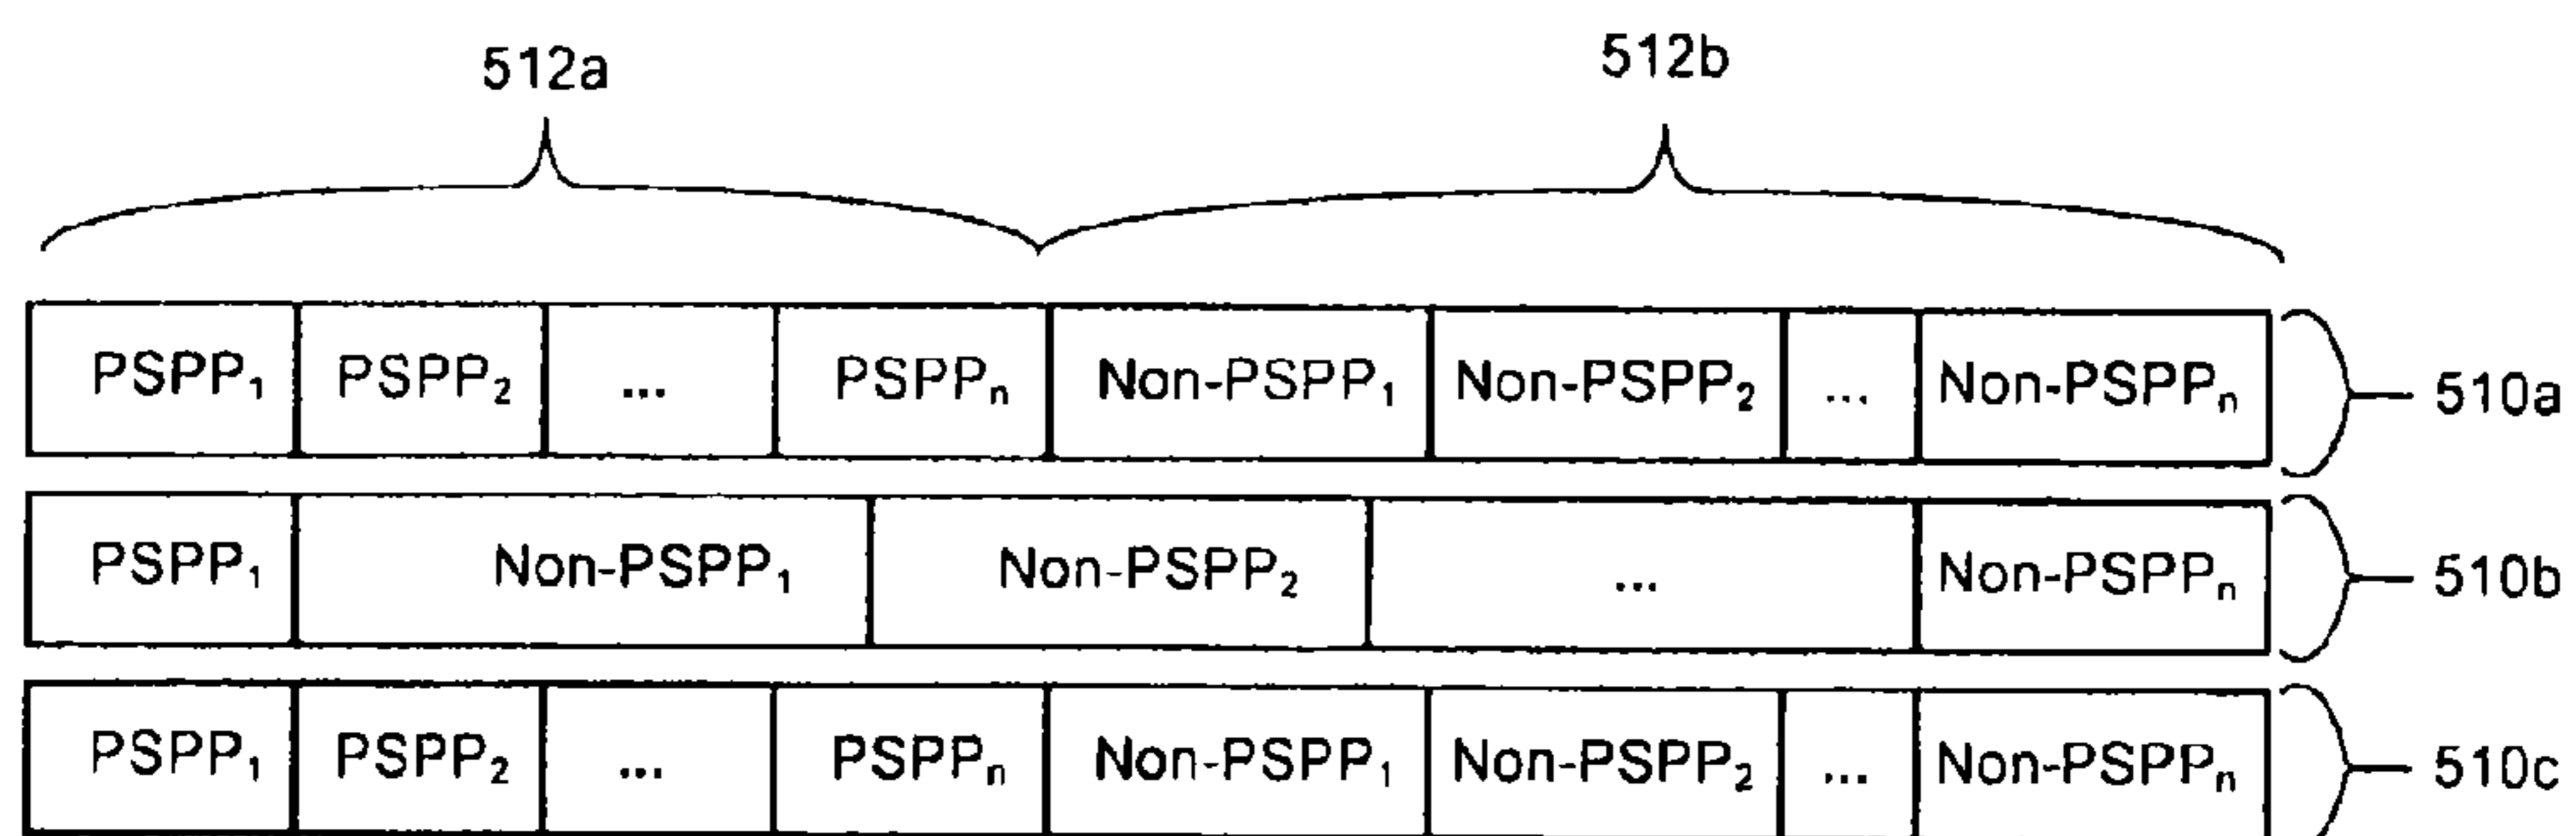 512a 512b
PSPP₁ PSPP₂ ... PSPPₙ Non-PSPP₁ Non-PSPP₂ ... Non-PSPPₙ 510a
PSPP₁ Non-PSPP₁ Non-PSPP₂ ... Non-PSPPₙ 510b
PSPP₁ PSPP₂ ... PSPPₙ Non-PSPP₁ Non-PSPP₂ ... Non-PSPPₙ 510c